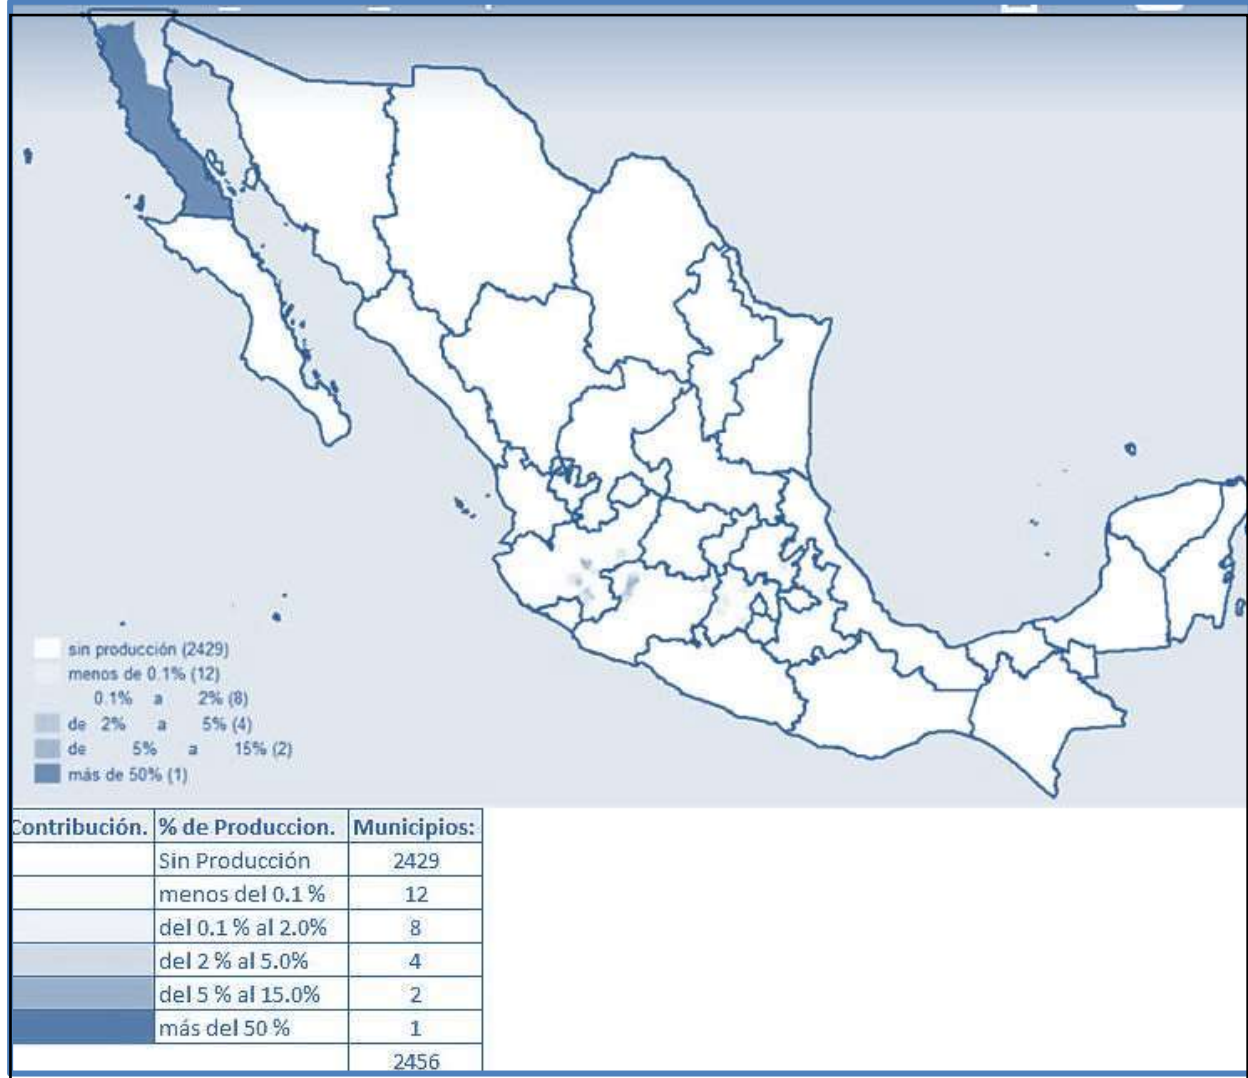 sin producción (2429)
menos de 0.1% (12)
0.1% a 2% (8)
de 2% a 5% (4)
de 5% a 15% (2)
más de 50% (1)
Contribución. % de Produccion. Municipios:
Sin Producción 2429
menos del 0.1 % 12
del 0.1 % al 2.0% 8
del 2 % al 5.0% 4
del 5 % al 15.0% 2
más del 50 % 1
2456